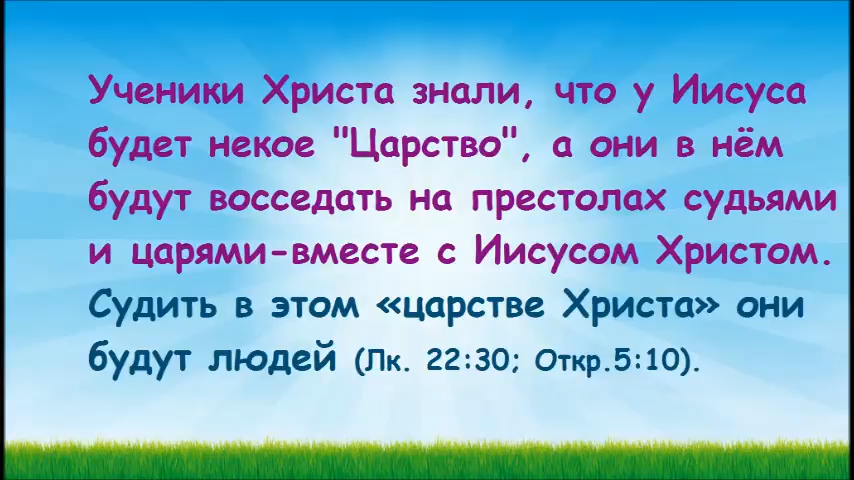 Ученики Христа знали, что у Иисуса
будет некое "Царство", а они в нём
будут восседать на престолах судьями
и царями-вместе с Иисусом Христом.
Судить в этом «царстве Христа» они
будут людей (Лк. 22:30; Откр.5:10).